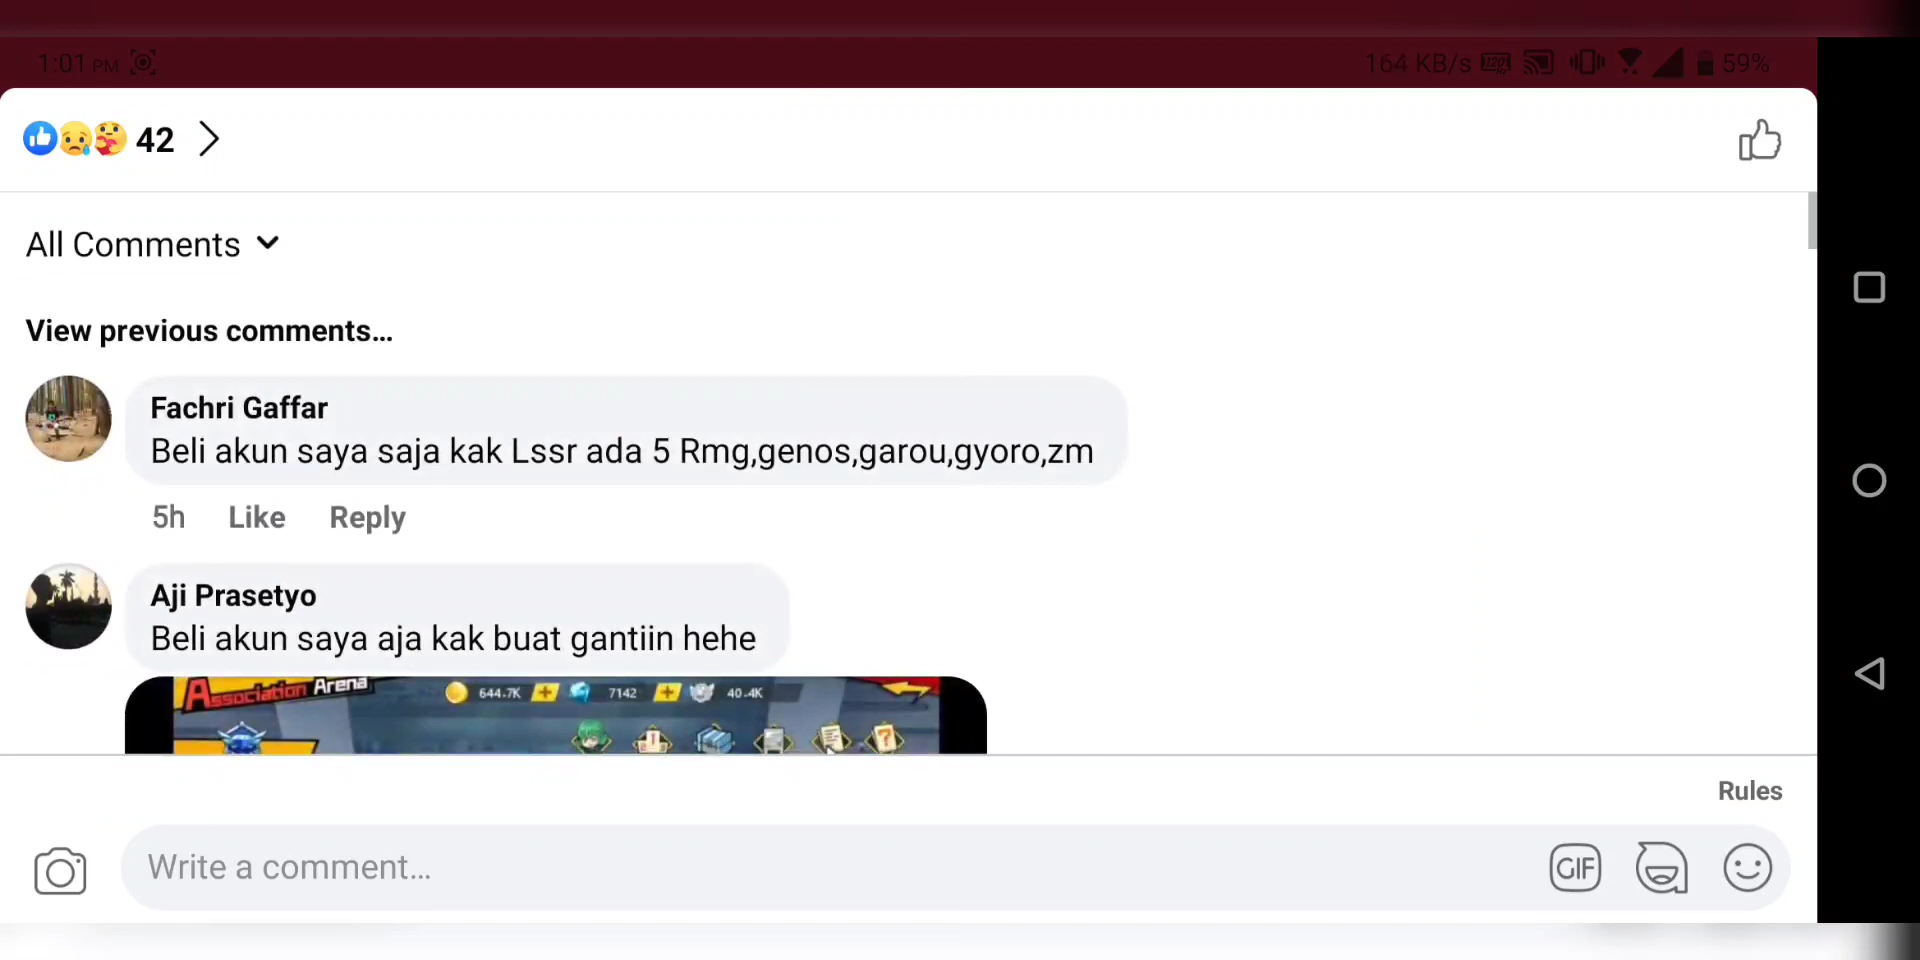 1:01 PM
164 KB/s
59%
42
All Comments
View previous comments...
Fachri Gaffar
Beli akun saya saja kak Lssr ada 5 Rmg,genos,garou,gyoro,zm
5h Like Reply
Aji Prasetyo
Beli akun saya aja kak buat gantiin hehe
Association Arena
644.7K
7142
40.4K
Rules
Write a comment...
GIF